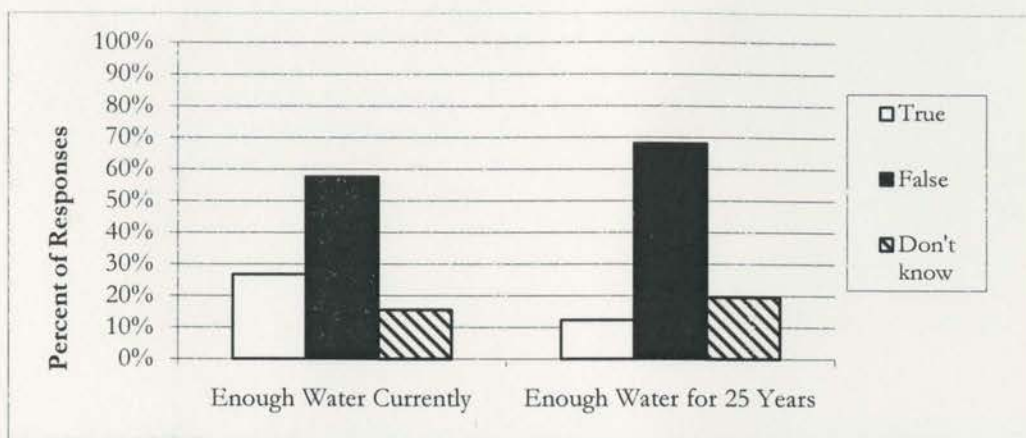 100%
90%
80%
70%
60%
50%
40%
30%
20%
10%
0%
Percent of Responses
Enough Water Currently
Enough Water for 25 Years
True
False
Don't
know